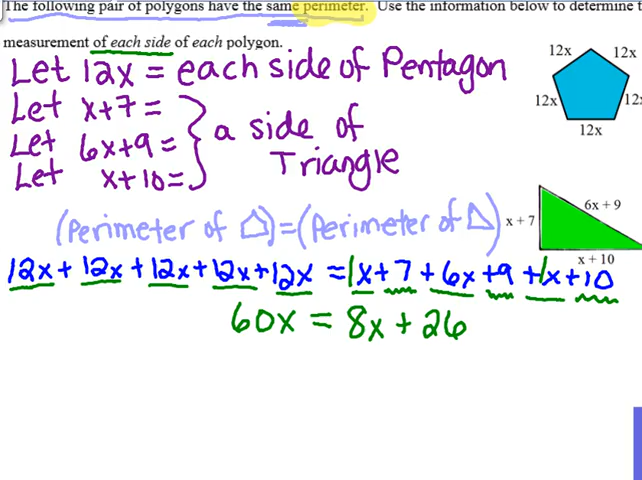 The following pair of polygons have the same perimeter. Use the information below to determine t
measurement of each side of each polygon.
Let 12x = each side of Pentagon
Let x+7 =
Let 6x+9 = } a side of Triangle
Let x+10 =
12x 12x
12x 12x
12x
(Perimeter of ⌂) = (Perimeter of ◺)
x + 7 6x + 9
x + 10
12x + 12x + 12x + 12x + 12x = 1x + 7 + 6x + 9 + 1x + 10
60x = 8x + 26